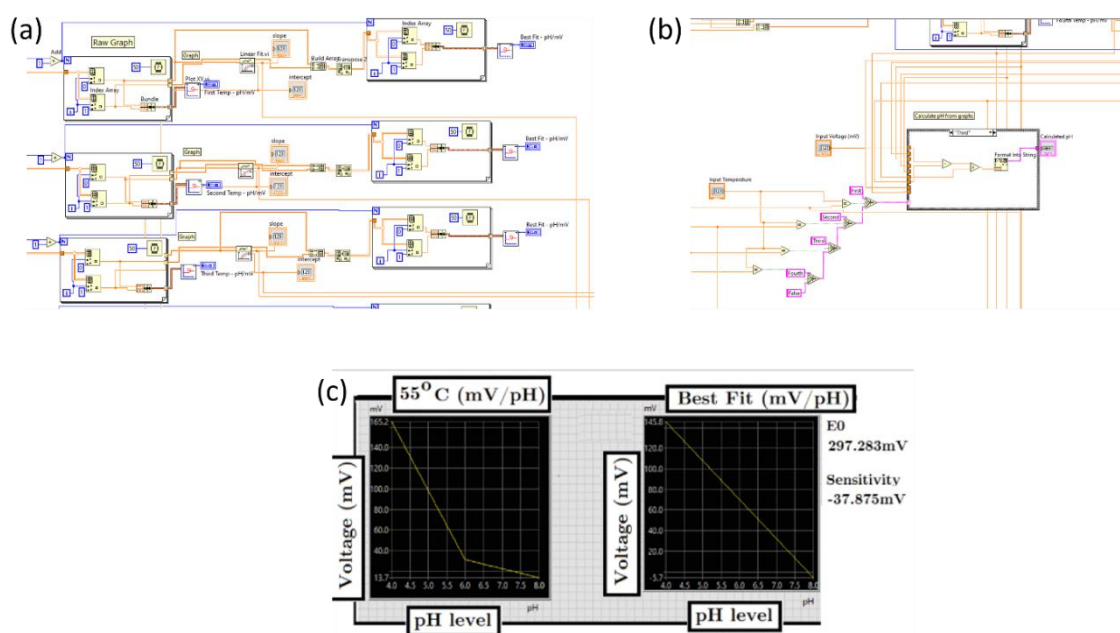 (a)
Raw Graph
Add
Index Array
Bundle
Plot XY.vi
First Temp - pH/mV
Graph
Linear Fit.vi
slope
intercept
Build Array
Index Array
Best Fit - pH/mV
Graph
slope
intercept
Second Temp - pH/mV
Best Fit - pH/mV
Graph
slope
intercept
Third Temp - pH/mV
Best Fit - pH/mV
(b)
Fourth Temp - pH/mV
Calculate pH from graphs
"Third"
Input Voltage (mV)
Format Into String
Calculated pH
Input Temperature
First
Second
Third
Fourth
False
(c)
55⁰C (mV/pH)
mV
165.2
140.0
120.0
100.0
80.0
60.0
40.0
13.7
4.0 4.5 5.0 5.5 6.0 6.5 7.0 7.5 8.0
pH
Voltage (mV)
pH level
Best Fit (mV/pH)
mV
145.8
120.0
100.0
80.0
60.0
40.0
20.0
-5.7
4.0 4.5 5.0 5.5 6.0 6.5 7.0 7.5 8.0
pH
Voltage (mV)
pH level
E0
297.283mV
Sensitivity
-37.875mV